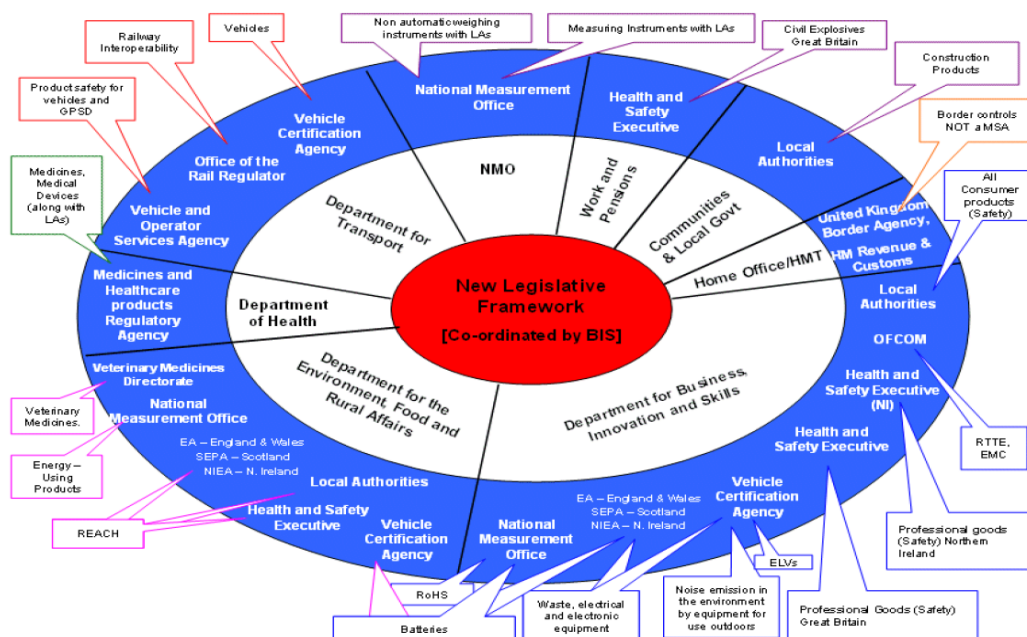 Railway
Interoperability
Vehicles
Non automatic weighing
instruments with LAs
Measuring Instruments with LAs
Civil Explosives
Great Britain
Construction
Products
Product safety for
vehicles and
GPSD
Border controls
NOT a MSA
Medicines,
Medical
Devices
(along with
LAs)
All
Consumer
products
(Safety)
National Measurement
Office
Health and
Safety
Executive
Vehicle
Certification
Agency
Office of the
Rail Regulator
Local
Authorities
Vehicle and
Operator
Services Agency
United Kingdom
Border Agency,
HM Revenue &
Customs
Medicines and
Healthcare
products
Regulatory
Agency
NMO
Work and
Pensions
Department for
Transport
Communities
& Local Govt
Home Office/HMT
Department
of Health
New Legislative
Framework
[Co-ordinated by BIS]
Local
Authorities
OFCOM
Department for the
Environment, Food and
Rural Affairs
Department for Business,
Innovation and Skills
Health and
Safety Executive
(NI)
Health and
Safety Executive
Veterinary Medicines
Directorate
National
Measurement Office
EA – England & Wales
SEPA – Scotland
NIEA – N. Ireland
Local Authorities
Health and Safety
Executive
Vehicle
Certification
Agency
National
Measurement
Office
EA – England & Wales
SEPA – Scotland
NIEA – N. Ireland
Vehicle
Certification
Agency
Veterinary
Medicines.
Energy –
Using
Products
REACH
RTTE,
EMC
Professional goods
(Safety) Northern
Ireland
ELVs
RoHS
Batteries
Waste, electrical
and electronic
equipment
Noise emission in
the environment
by equipment for
use outdoors
Professional Goods (Safety)
Great Britain